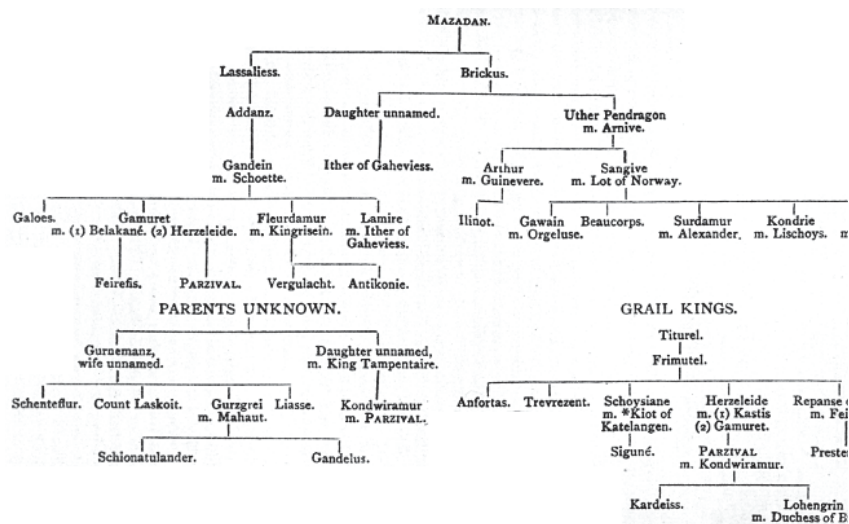 MAZADAN.
Lassaliess. Brickus.
Addanz. Daughter unnamed. Uther Pendragon
m. Arnive.
Gandein Ither of Gaheviess. Arthur Sangive
m. Schoette. m. Guinevere. m. Lot of Norway.
Galoes. Gamuret Fleurdamur Lamire Ilinot. Gawain Beaucorps. Surdamur Kondrie
m. (1) Belakané. (2) Herzeleide. m. Kingrisein. m. Ither of m. Orgeluse. m. Alexander. m. Lischoys.
Gaheviess.
Feirefis. PARZIVAL. Vergulacht. Antikonie.
PARENTS UNKNOWN. GRAIL KINGS.
Titurel.
Gurnemanz, Daughter unnamed, Frimutel.
wife unnamed. m. King Tampentaire.
Schenteflur. Count Laskoit. Gurzgrei Liasse. Kondwiramur Anfortas. Trevrezent. Schoysiane Herzeleide Repanse
m. Mahaut. m. PARZIVAL. m. *Kiot of m. (1) Kastis m.
Katelangen. (2) Gamuret.
Schionatulander. Gandelus. Siguné. PARZIVAL
m. Kondwiramur.
Kardeiss. Lohengrin
m. Duchess of